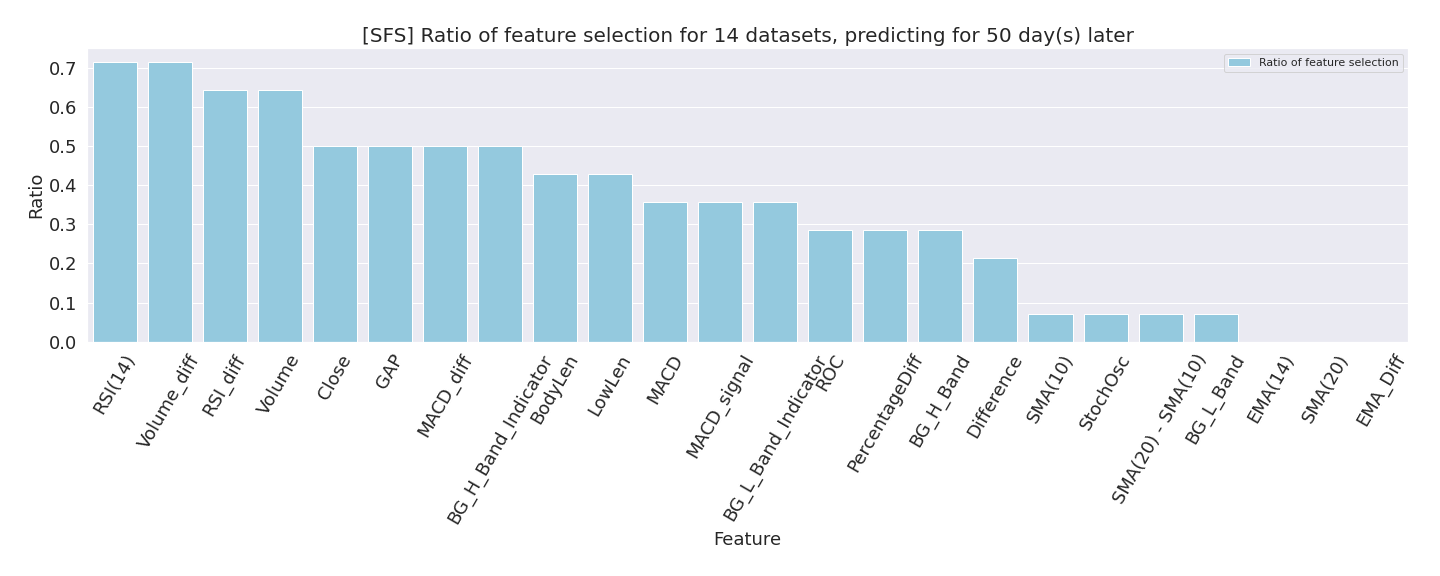 [SFS] Ratio of feature selection for 14 datasets, predicting for 50 day(s) later
Ratio of feature selection
Ratio
0.7
0.6
0.5
0.4
0.3
0.2
0.1
0.0
RSI(14)
Volume_diff
RSI_diff
Volume
Close
GAP
MACD_diff
BG_H_Band_Indicator
BodyLen
LowLen
MACD
MACD_signal
BG_L_Band_Indicator
ROC
PercentageDiff
BG_H_Band
Difference
SMA(10)
StochOsc
SMA(20) - SMA(10)
BG_L_Band
EMA(14)
SMA(20)
EMA_Diff
Feature